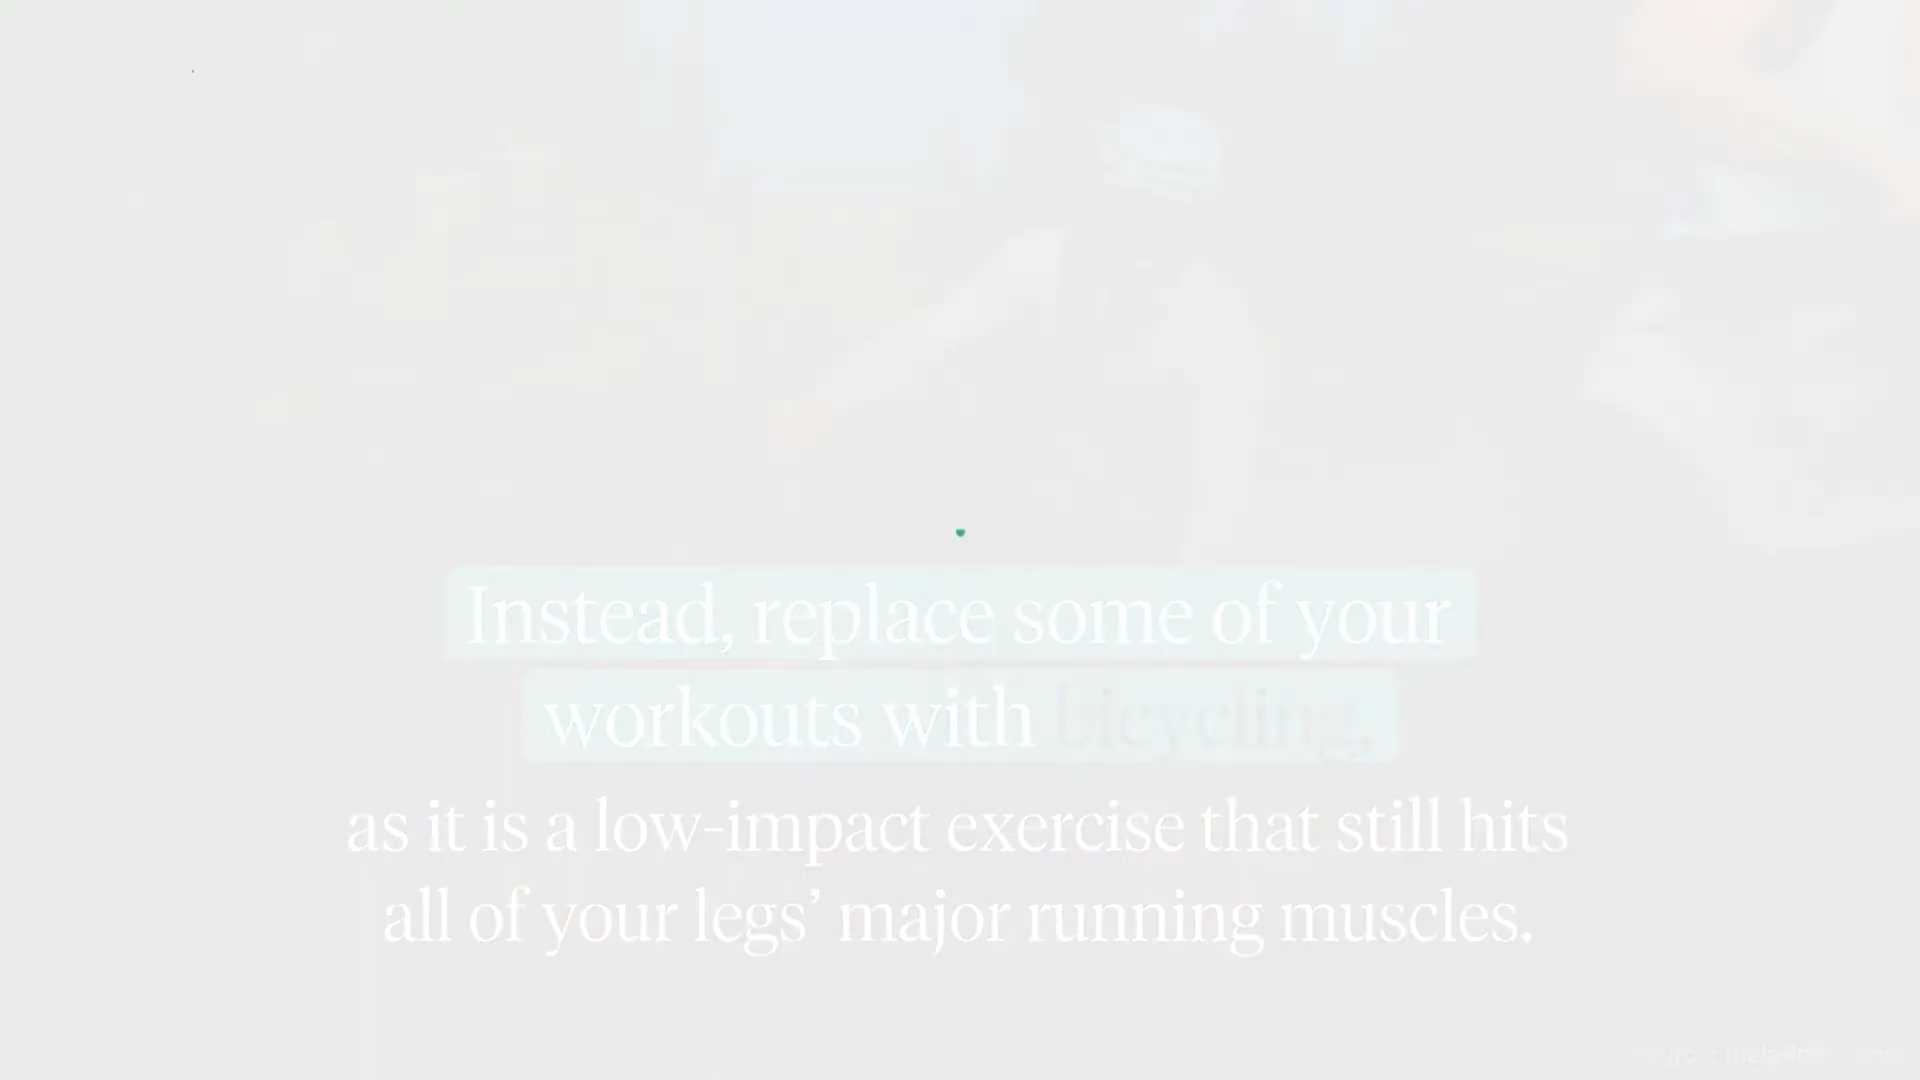 Instead, replace some of your
workouts with bicycling,
as it is a low-impact exercise that still hits
all of your legs’ major running muscles.